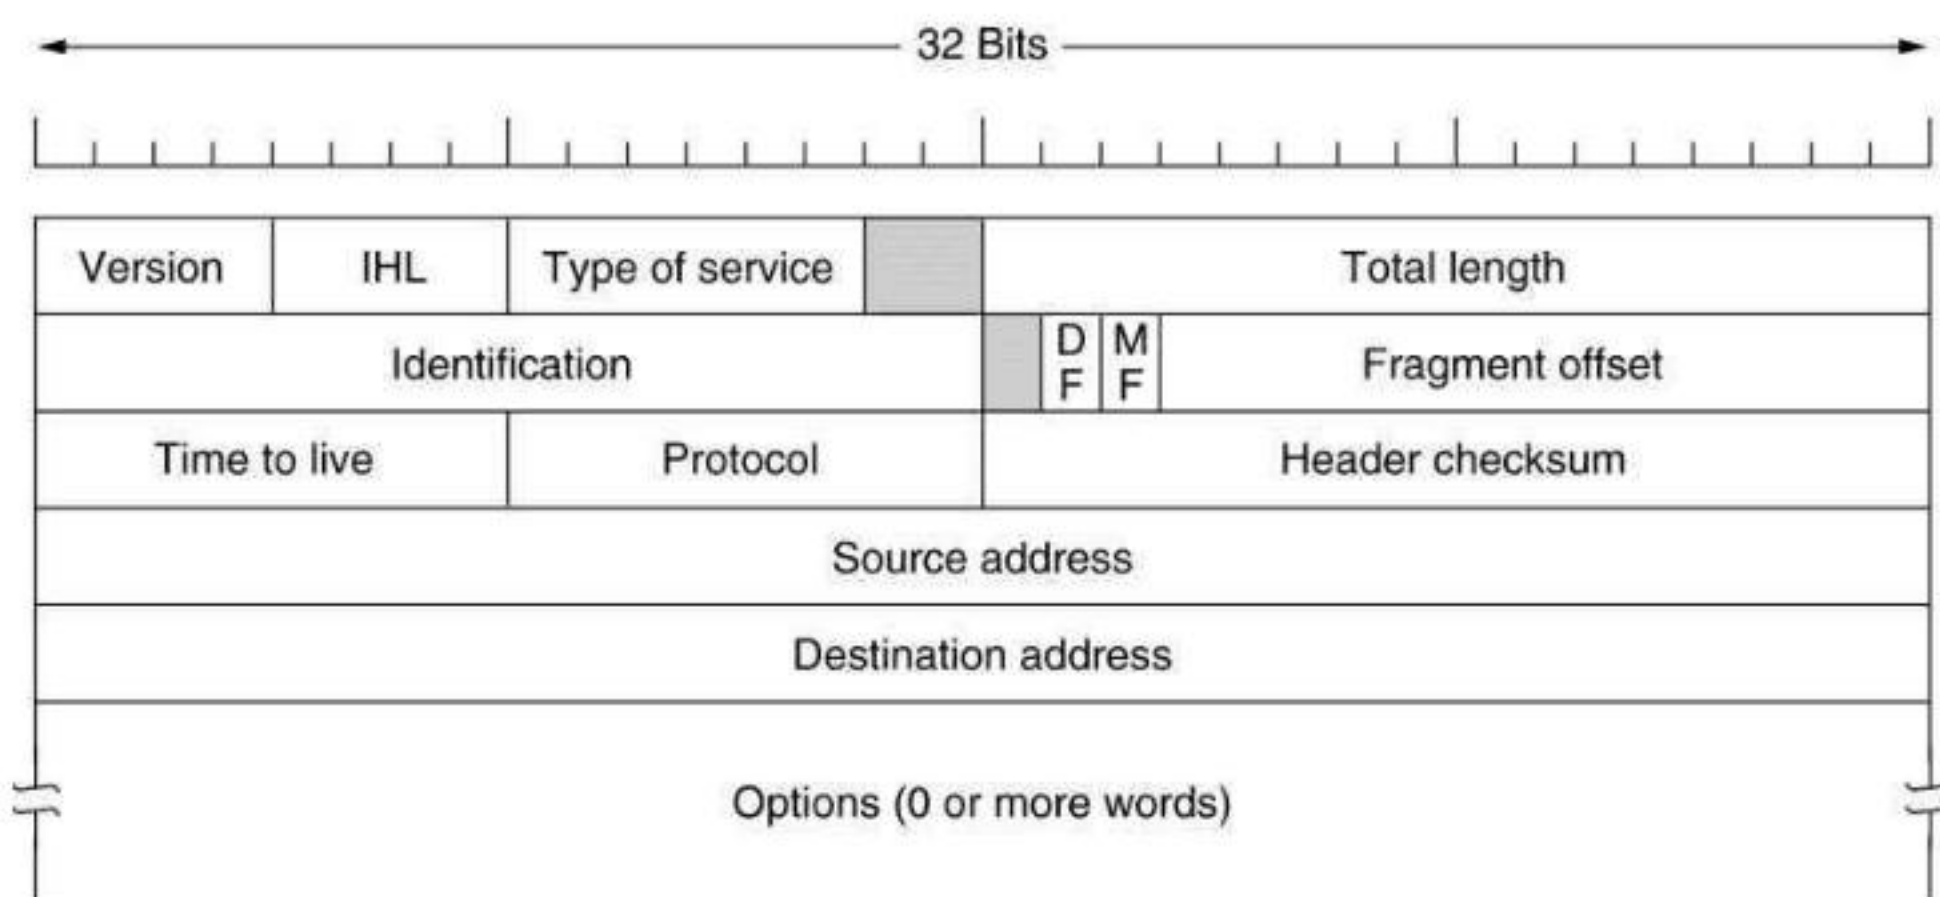 32 Bits
Version IHL Type of service Total length
Identification D F M F Fragment offset
Time to live Protocol Header checksum
Source address
Destination address
Options (0 or more words)